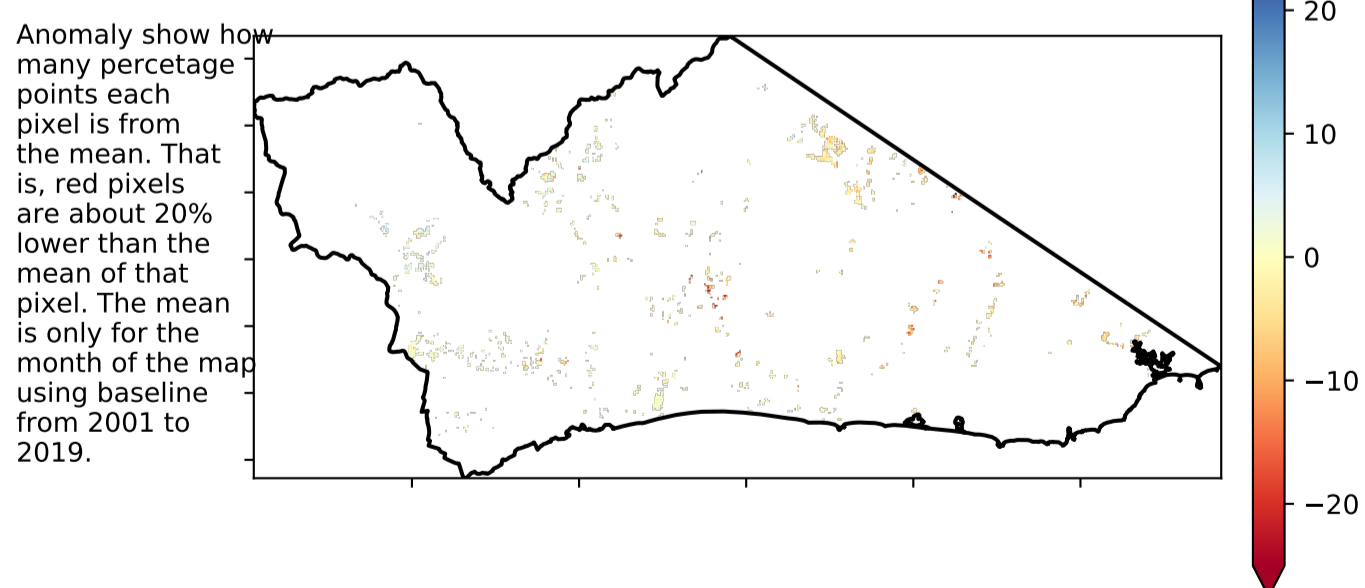 Anomaly show how
many percetage
points each
pixel is from
the mean. That
is, red pixels
are about 20%
lower than the
mean of that
pixel. The mean
is only for the
month of the map
using baseline
from 2001 to
2019.
20
10
0
−10
−20